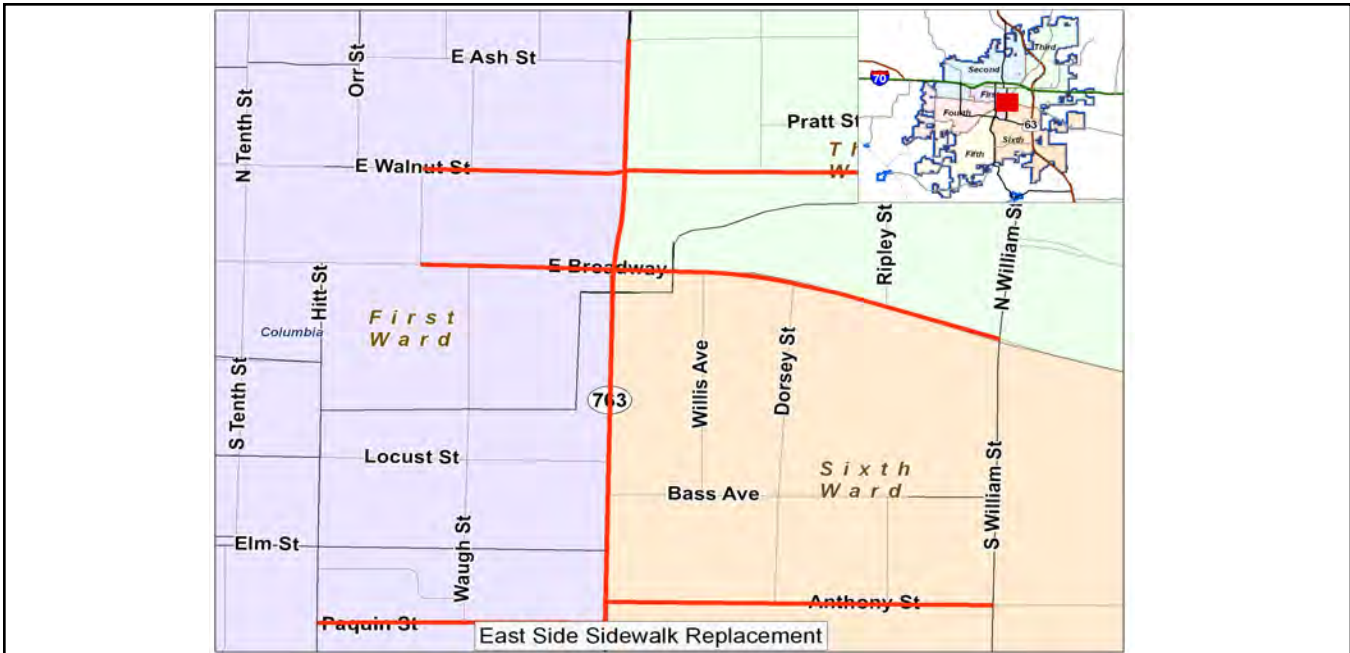 E Ash St
Orr St
N Tenth St
Pratt St
E Walnut St
Th
W
Third
Second
70
First
Fourth
63
Sixth
Fifth
Ripley St
N William St
E Broadway
Hitt St
First
Ward
Columbia
Willis Ave
Dorsey St
763
S Tenth St
Locust St
Sixth
Ward
Bass Ave
S William St
Elm St
Waugh St
Anthony St
Paquin St
East Side Sidewalk Replacement